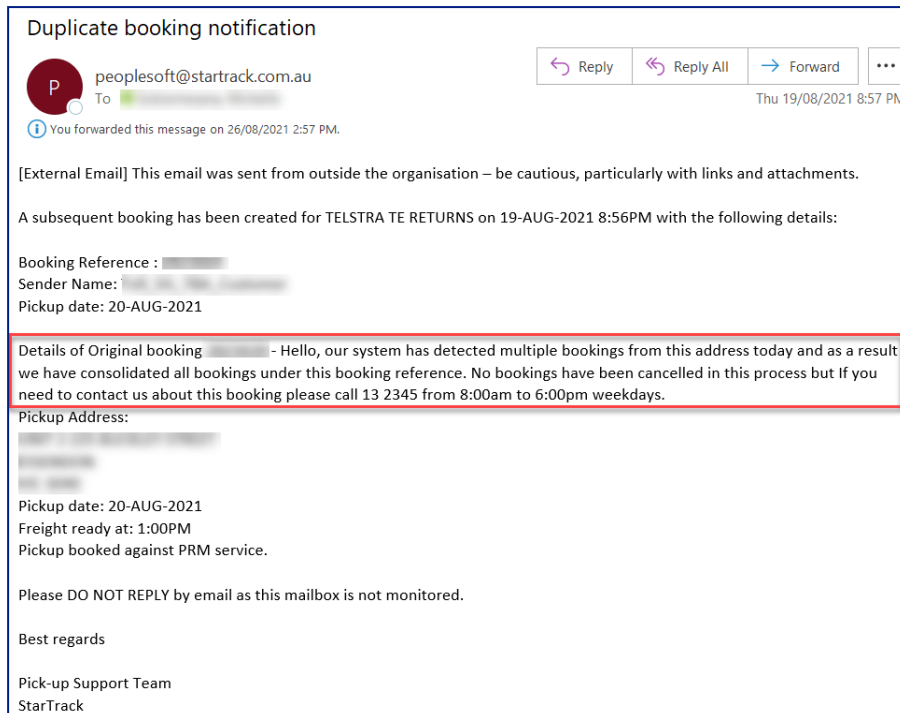 Duplicate booking notification
P
peoplesoft@startrack.com.au
To
Reply
Reply All
Forward
Thu 19/08/2021 8:57 PM
You forwarded this message on 26/08/2021 2:57 PM.
[External Email] This email was sent from outside the organisation – be cautious, particularly with links and attachments.
A subsequent booking has been created for TELSTRA TE RETURNS on 19-AUG-2021 8:56PM with the following details:
Booking Reference :
Sender Name:
Pickup date: 20-AUG-2021
Details of Original booking - Hello, our system has detected multiple bookings from this address today and as a result
we have consolidated all bookings under this booking reference. No bookings have been cancelled in this process but If you
need to contact us about this booking please call 13 2345 from 8:00am to 6:00pm weekdays.
Pickup Address:
Pickup date: 20-AUG-2021
Freight ready at: 1:00PM
Pickup booked against PRM service.
Please DO NOT REPLY by email as this mailbox is not monitored.
Best regards
Pick-up Support Team
StarTrack